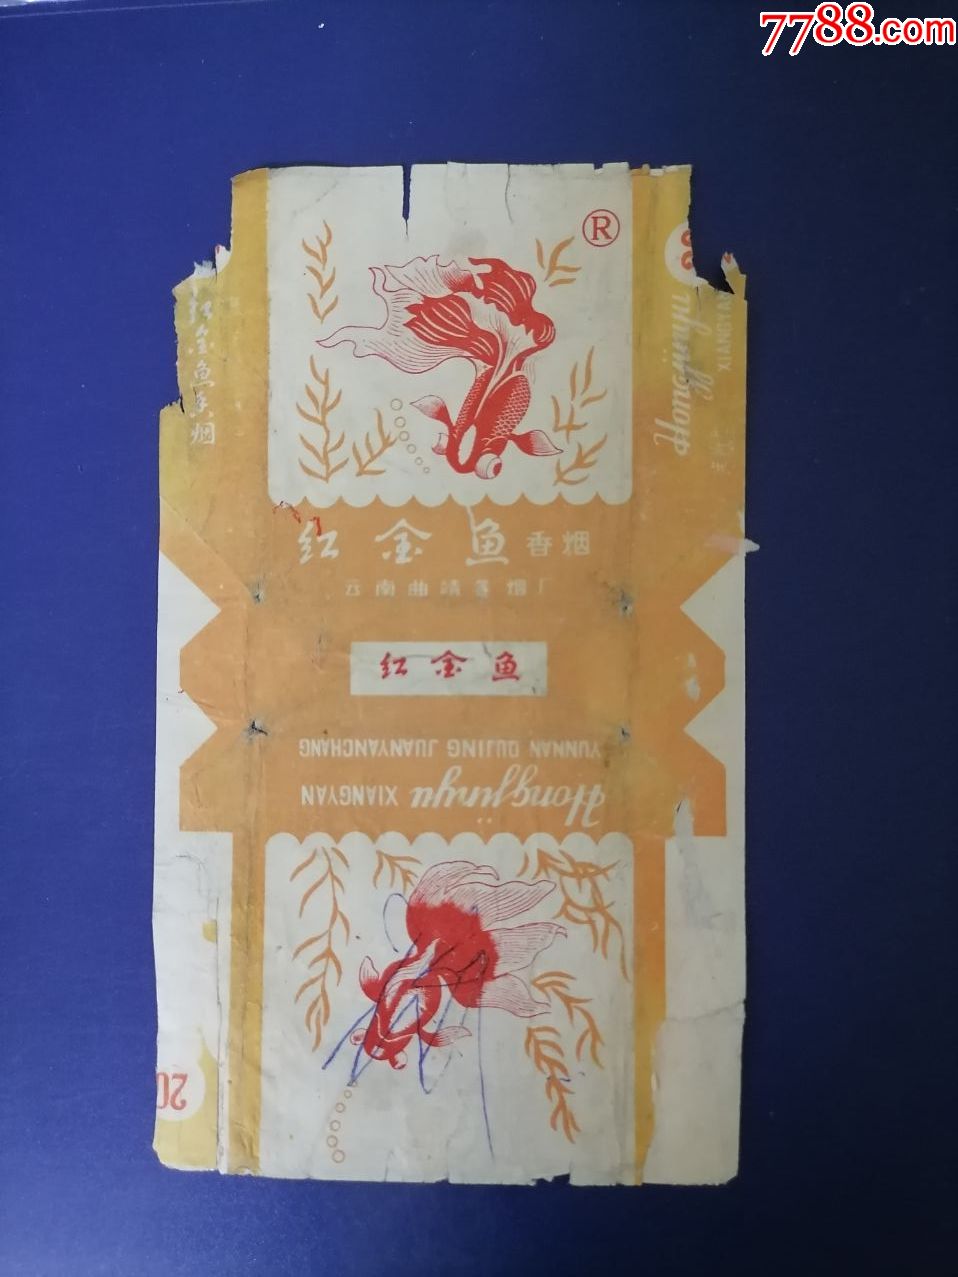 7788.com
®
红金鱼香烟
Hongjinyu
XIANGYAN
红金鱼 香烟
云南曲靖卷烟厂
红金鱼
YUNNAN QUJING JUANYANCHANG
Hongjinyu XIANGYAN
20